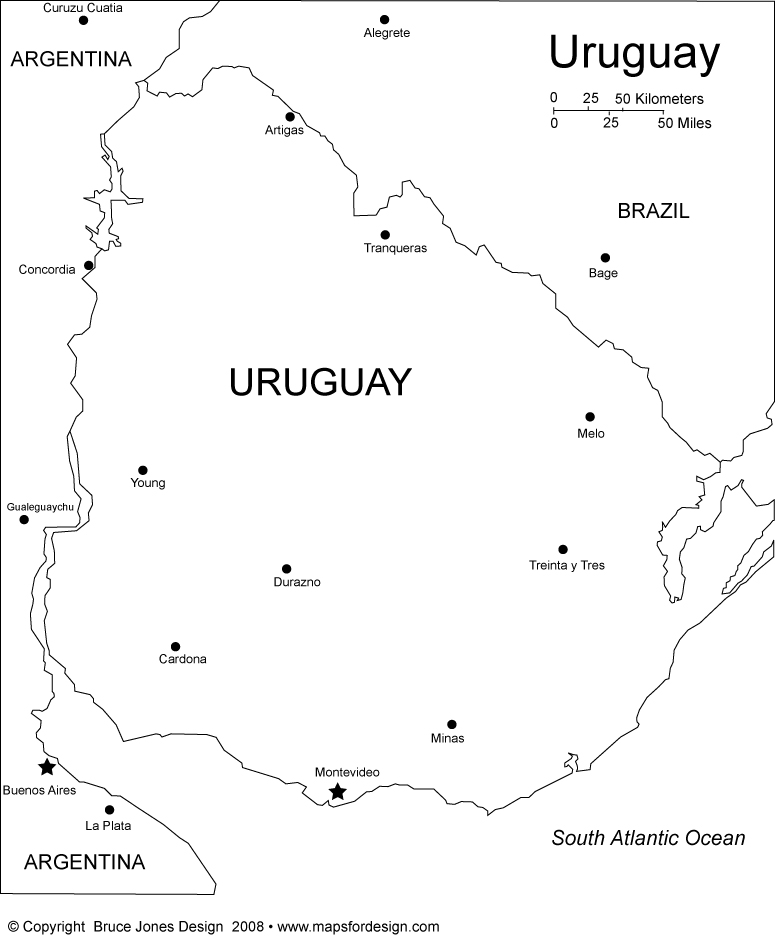 Curuzu Cuatia
ARGENTINA
Alegrete
Uruguay
0 25 50 Kilometers
0 25 50 Miles
Artigas
BRAZIL
Tranqueras
Concordia
Bage
URUGUAY
Melo
Young
Gualeguaychu
Treinta y Tres
Durazno
Cardona
Minas
Montevideo
Buenos Aires
La Plata
South Atlantic Ocean
ARGENTINA
© Copyright Bruce Jones Design 2008 • www.mapsfordesign.com